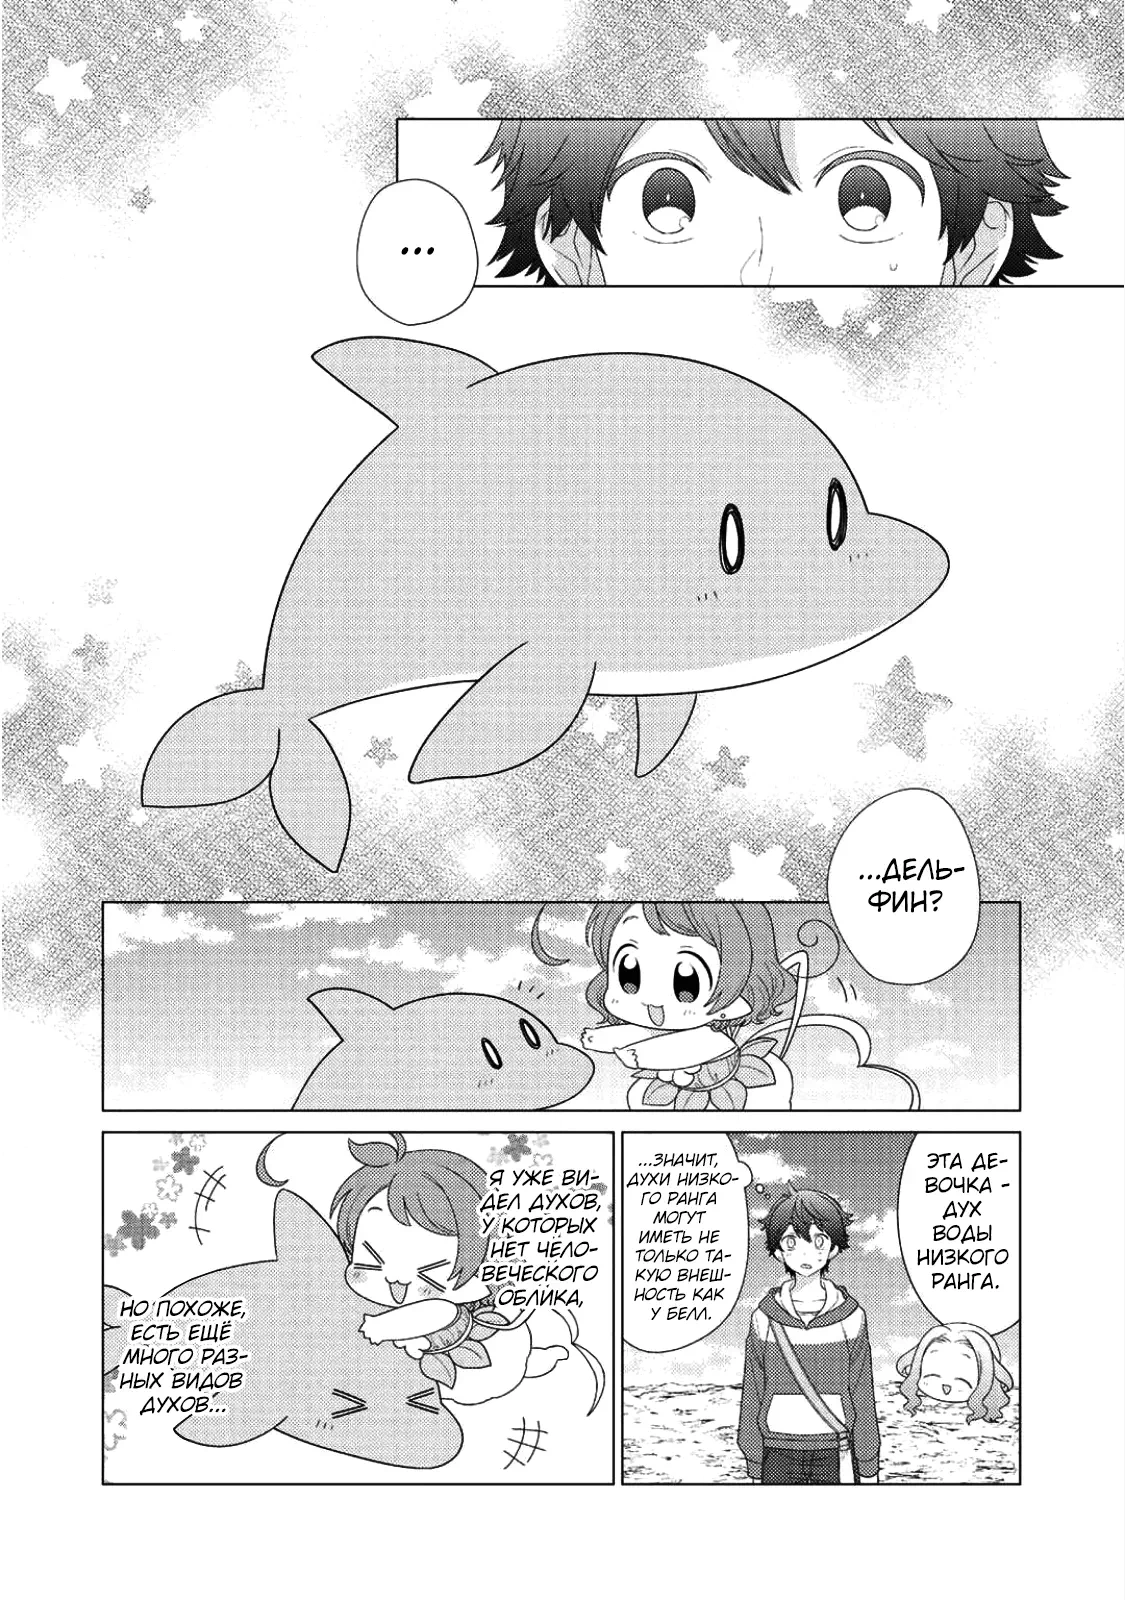 ...
...ДЕЛЬ-
ФИН?
ЭТА ДЕ-
ВОЧКА -
ДУХ
ВОДЫ
НИЗКОГО
РАНГА.
...ЗНАЧИТ,
ДУХИ НИЗКО-
ГО РАНГА
МОГУТ
ИМЕТЬ НЕ
ТОЛЬКО ТА-
КУЮ ВНЕШ-
НОСТЬ КАК
У БЕЛЛ.
Я УЖЕ ВИ-
ДЕЛ ДУХОВ,
У КОТОРЫХ
НЕТ ЧЕЛО-
ВЕЧЕСКОГО
ОБЛИКА,
НО ПОХОЖЕ,
ЕСТЬ ЕЩЁ
МНОГО РАЗ-
НЫХ ВИДОВ
ДУХОВ...